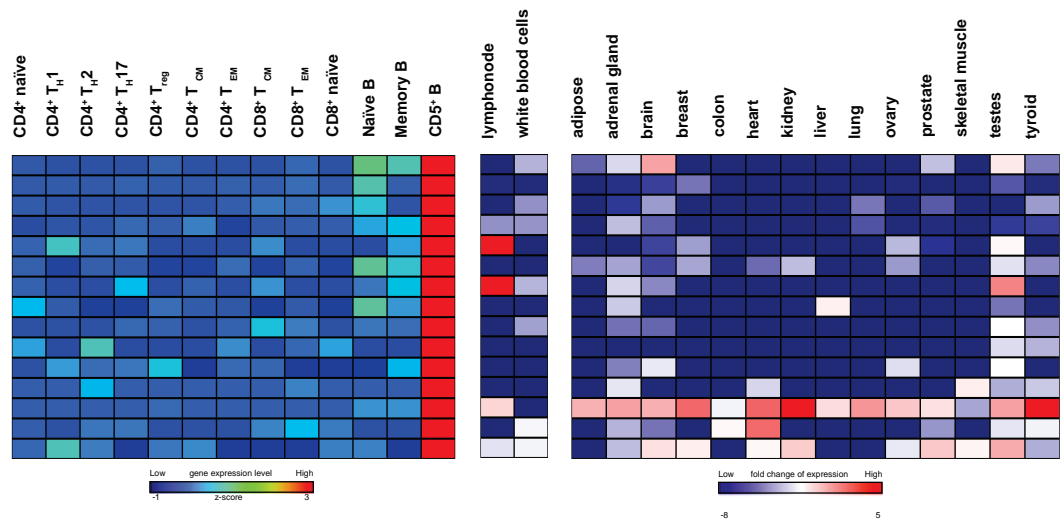 CD4⁺ naïve
CD4⁺ T_H1
CD4⁺ T_H2
CD4⁺ T_H17
CD4⁺ T_reg
CD4⁺ T_CM
CD4⁺ T_EM
CD8⁺ T_CM
CD8⁺ T_EM
CD8⁺ naïve
Naïve B
Memory B
CD5⁺ B
lymphonode
white blood cells
adipose
adrenal gland
brain
breast
colon
heart
kidney
liver
lung
ovary
prostate
skeletal muscle
testes
tyroid
Low gene expression level High
-1 z-score 3
Low fold change of expression High
-8 5